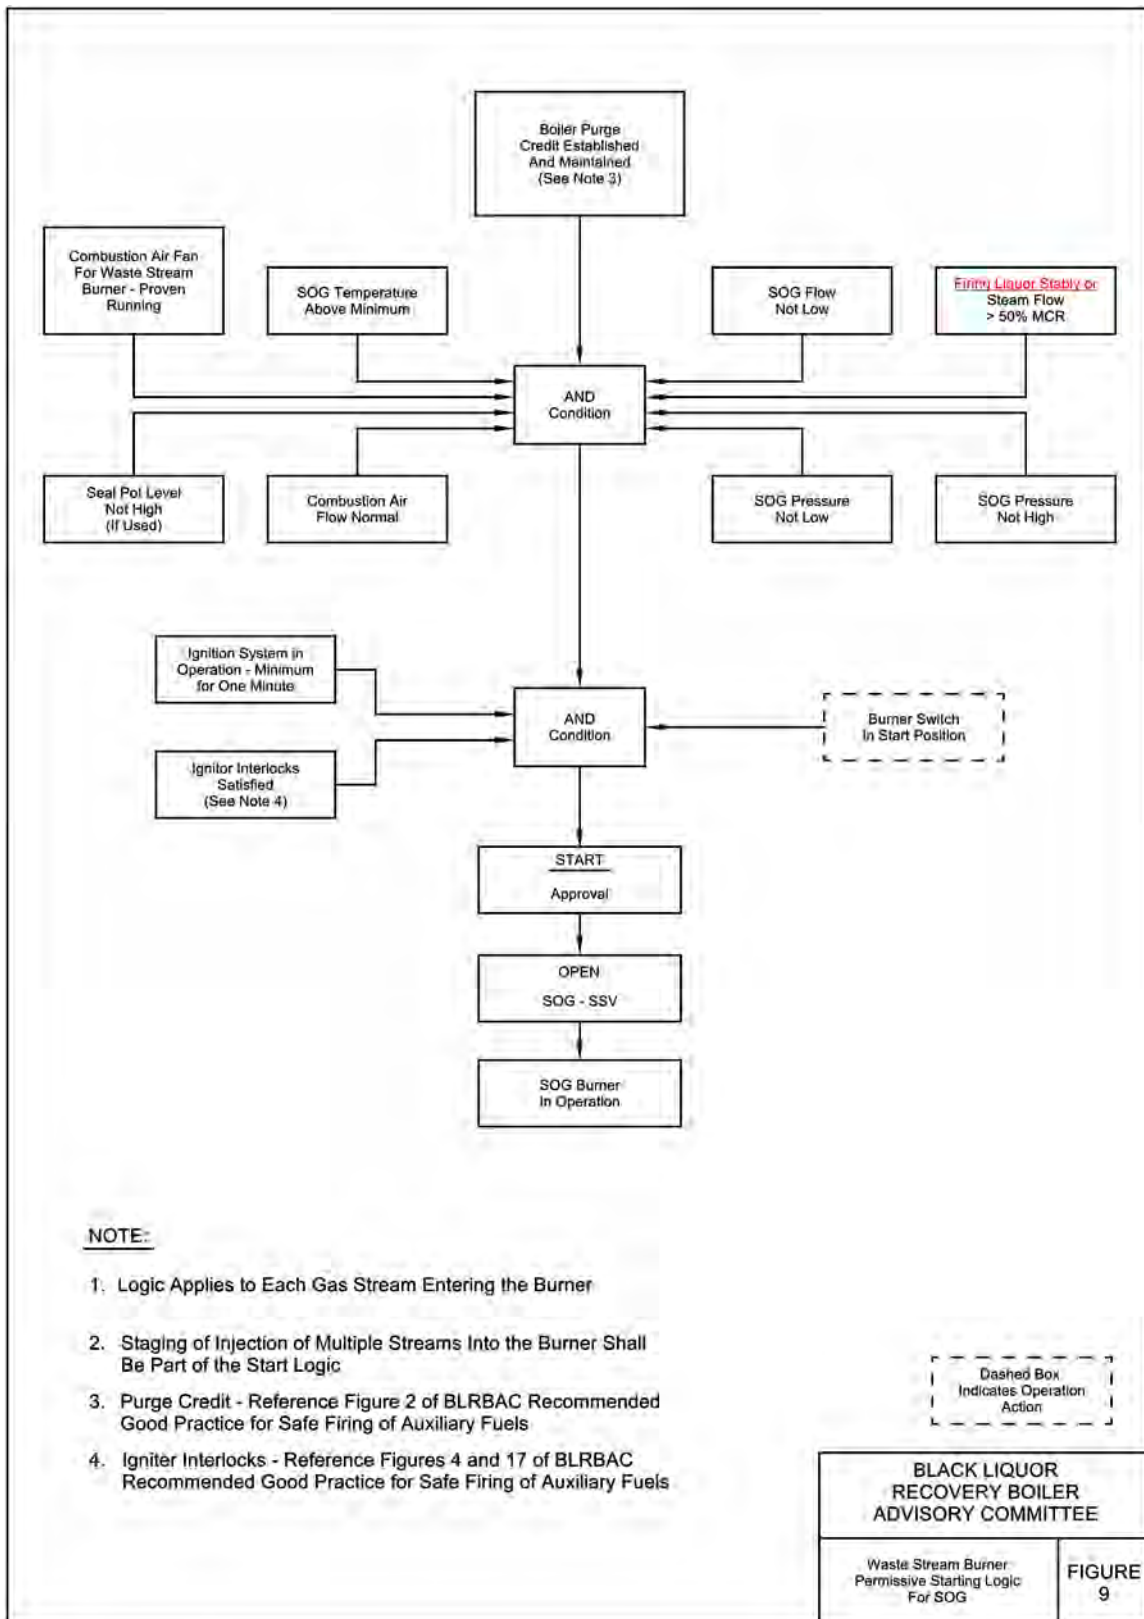 Boiler Purge
Credit Established
And Maintained
(See Note 3)
Combustion Air Fan
For Waste Stream
Burner - Proven
Running
SOG Temperature
Above Minimum
SOG Flow
Not Low
Firing Liquor Stably or
Steam Flow
> 50% MCR
AND
Condition
Seal Pot Level
Not High
(If Used)
Combustion Air
Flow Normal
SOG Pressure
Not Low
SOG Pressure
Not High
Ignition System in
Operation - Minimum
for One Minute
AND
Condition
Burner Switch
In Start Position
Ignitor Interlocks
Satisfied
(See Note 4)
START
Approval
OPEN
SOG - SSV
SOG Burner
In Operation
NOTE:
1. Logic Applies to Each Gas Stream Entering the Burner
2. Staging of Injection of Multiple Streams Into the Burner Shall
Be Part of the Start Logic
3. Purge Credit - Reference Figure 2 of BLRBAC Recommended
Good Practice for Safe Firing of Auxiliary Fuels
4. Igniter Interlocks - Reference Figures 4 and 17 of BLRBAC
Recommended Good Practice for Safe Firing of Auxiliary Fuels
Dashed Box
Indicates Operation
Action
BLACK LIQUOR
RECOVERY BOILER
ADVISORY COMMITTEE
Waste Stream Burner
Permissive Starting Logic
For SOG
FIGURE
9